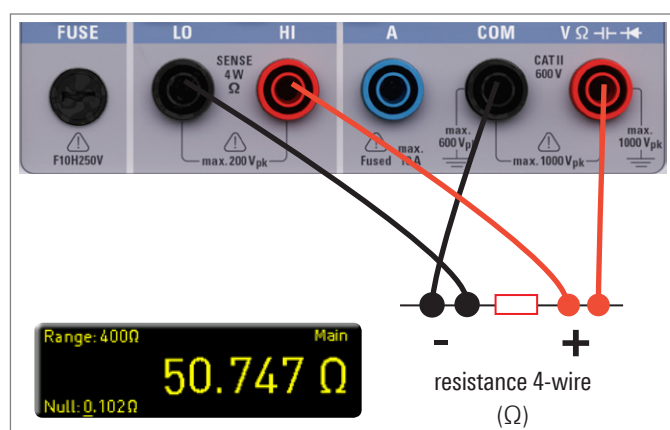 FUSE LO HI A COM V Ω ⊣⊢ ➔|
SENSE
4W
Ω
CAT II
600 V
F10H250V
max. 200 Vpk
Fused
max.
10A
max.
600 Vpk
max. 1000 Vpk
max.
1000 Vpk
- +
resistance 4-wire
(Ω)
Range: 400Ω Main
50.747 Ω
Null: 0.102Ω